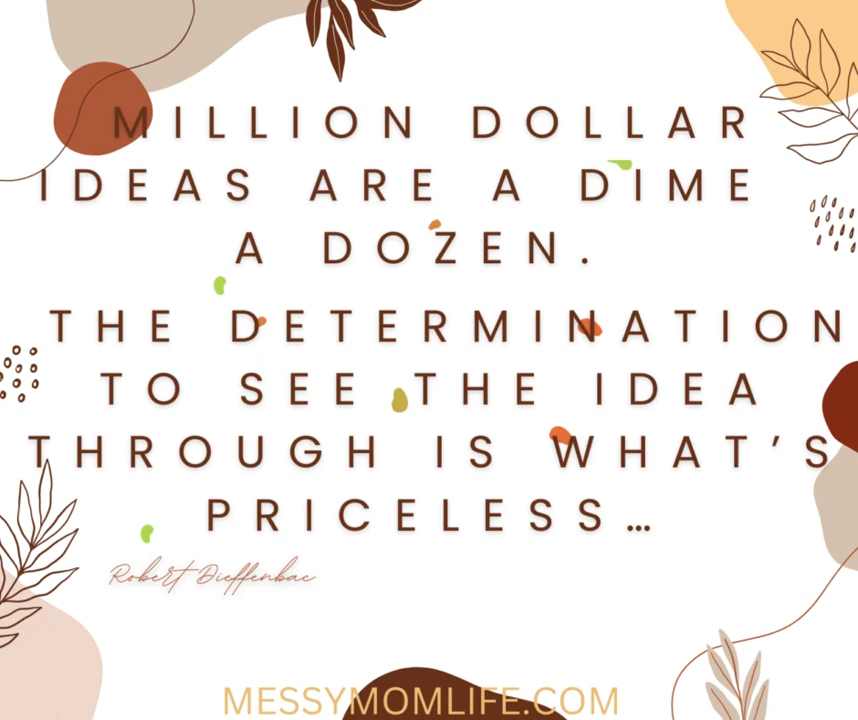 MILLION DOLLAR
IDEAS ARE A DIME
A DOZEN.
THE DETERMINATION
TO SEE THE IDEA
THROUGH IS WHAT'S
PRICELESS…
Robert Dieffenbac
MESSYMOMLIFE.COM